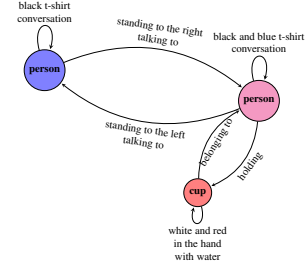 black t-shirt
conversation
person
standing to the right
talking to
black and blue t-shirt
conversation
person
standing to the left
talking to
belonging to
holding
cup
white and red
in the hand
with water